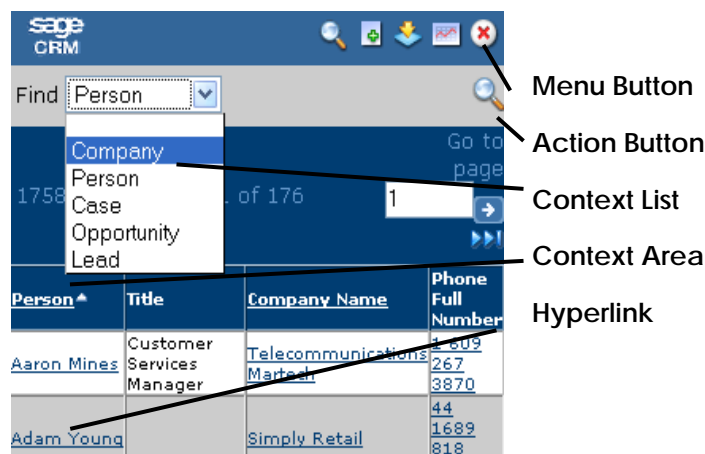 sage
CRM
Find Person
Menu Button
Action Button
Company
Person
Case
Opportunity
Lead
Go to
page
1758
of 176
1
Context List
Context Area
Hyperlink
Person
Title
Company Name
Phone
Full
Number
Aaron Mines
Customer
Services
Manager
Telecommunications
Martech
1 609
267
3870
Adam Young
Simply Retail
44
1689
818